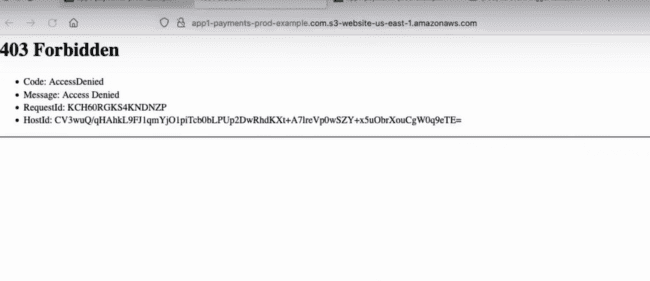 app1-payments-prod-example.com.s3-website-us-east-1.amazonaws.com
403 Forbidden
• Code: AccessDenied
• Message: Access Denied
• RequestId: KCH60RGKS4KNDNZP
• HostId: CV3wuQ/qHAhkL9FJ1qmYjO1piTcb0bLPUp2DwRhdKXt+A7lreVp0wSZY+x5uObrXouCgW0q9eTE=